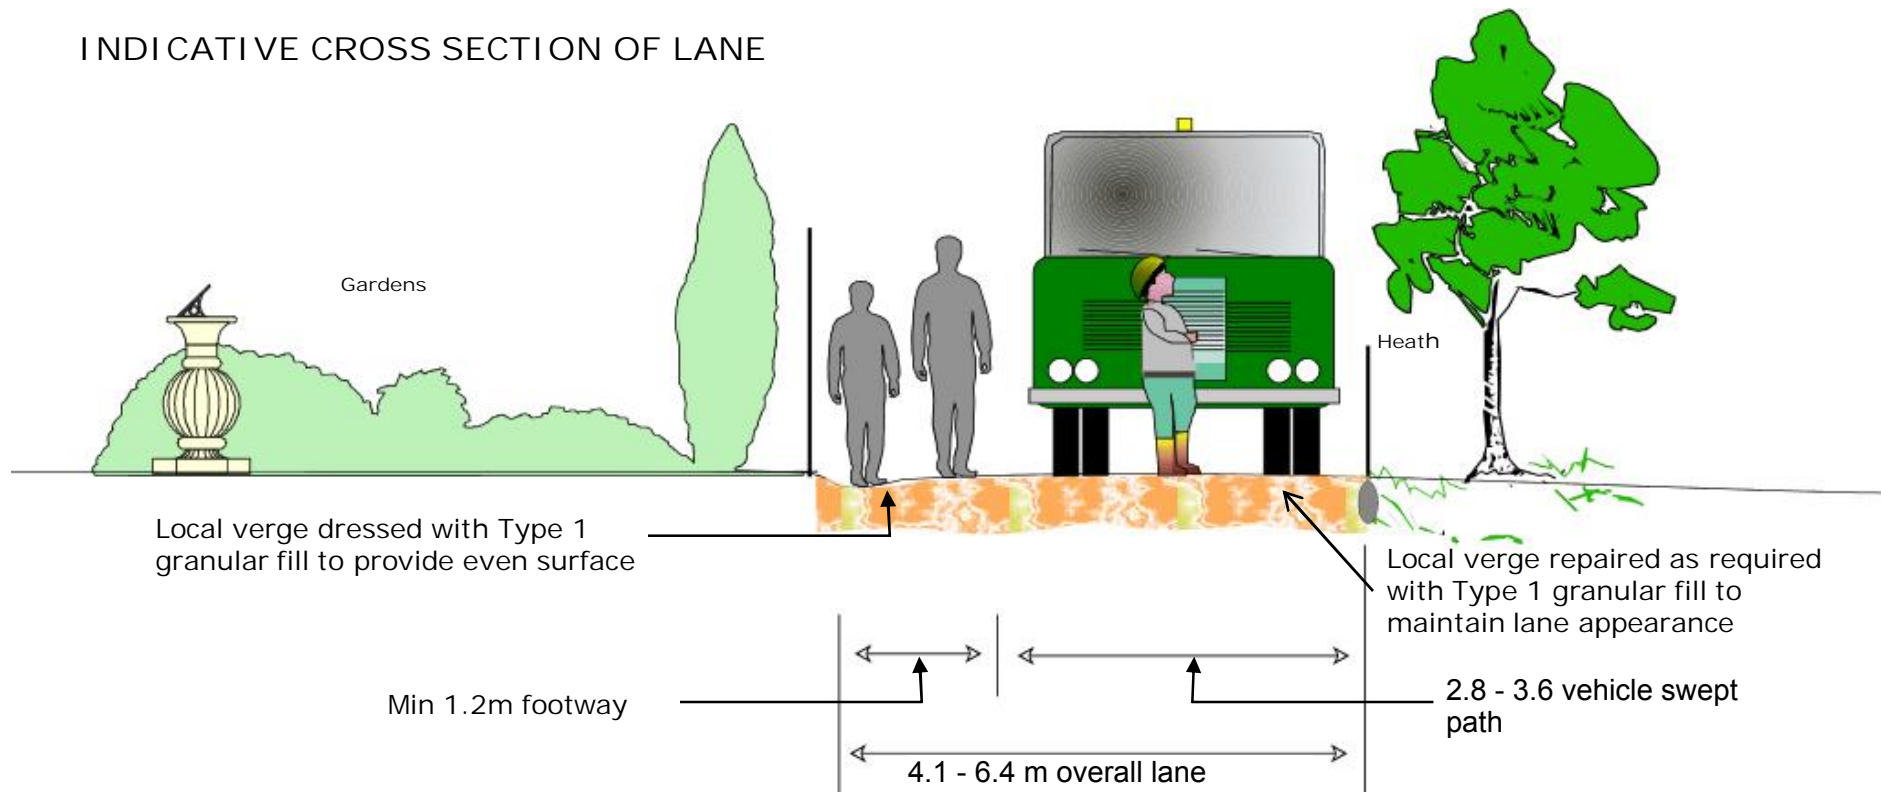 INDICATIVE CROSS SECTION OF LANE
Gardens
Heath
Local verge dressed with Type 1
granular fill to provide even surface
Local verge repaired as required
with Type 1 granular fill to
maintain lane appearance
Min 1.2m footway
2.8 - 3.6 vehicle swept
path
4.1 - 6.4 m overall lane